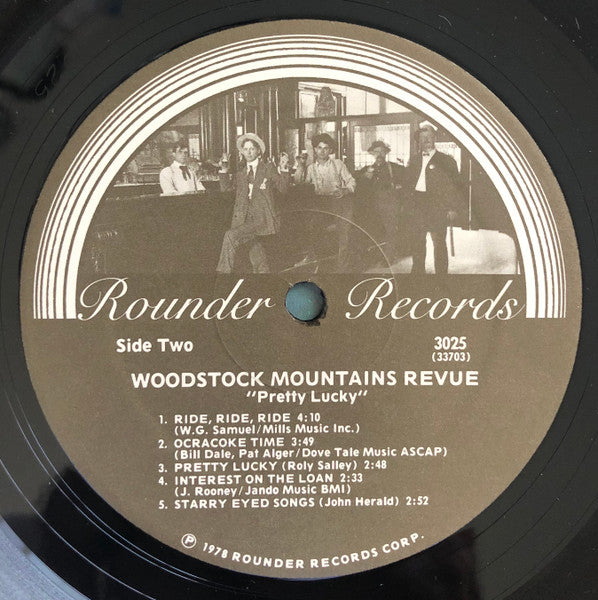 Rounder Records
Side Two 3025
(33703)
WOODSTOCK MOUNTAINS REVUE
"Pretty Lucky"
1. RIDE, RIDE, RIDE 4:10
(W.G. Samuel/Mills Music Inc.)
2. OCRACOKE TIME 3:49
(Bill Dale, Pat Alger/Dove Tale Music ASCAP)
3. PRETTY LUCKY (Roly Salley) 2:48
4. INTEREST ON THE LOAN 2:33
(J. Rooney/Jando Music BMI)
5. STARRY EYED SONGS (John Herald) 2:52
℗ 1978 ROUNDER RECORDS CORP.